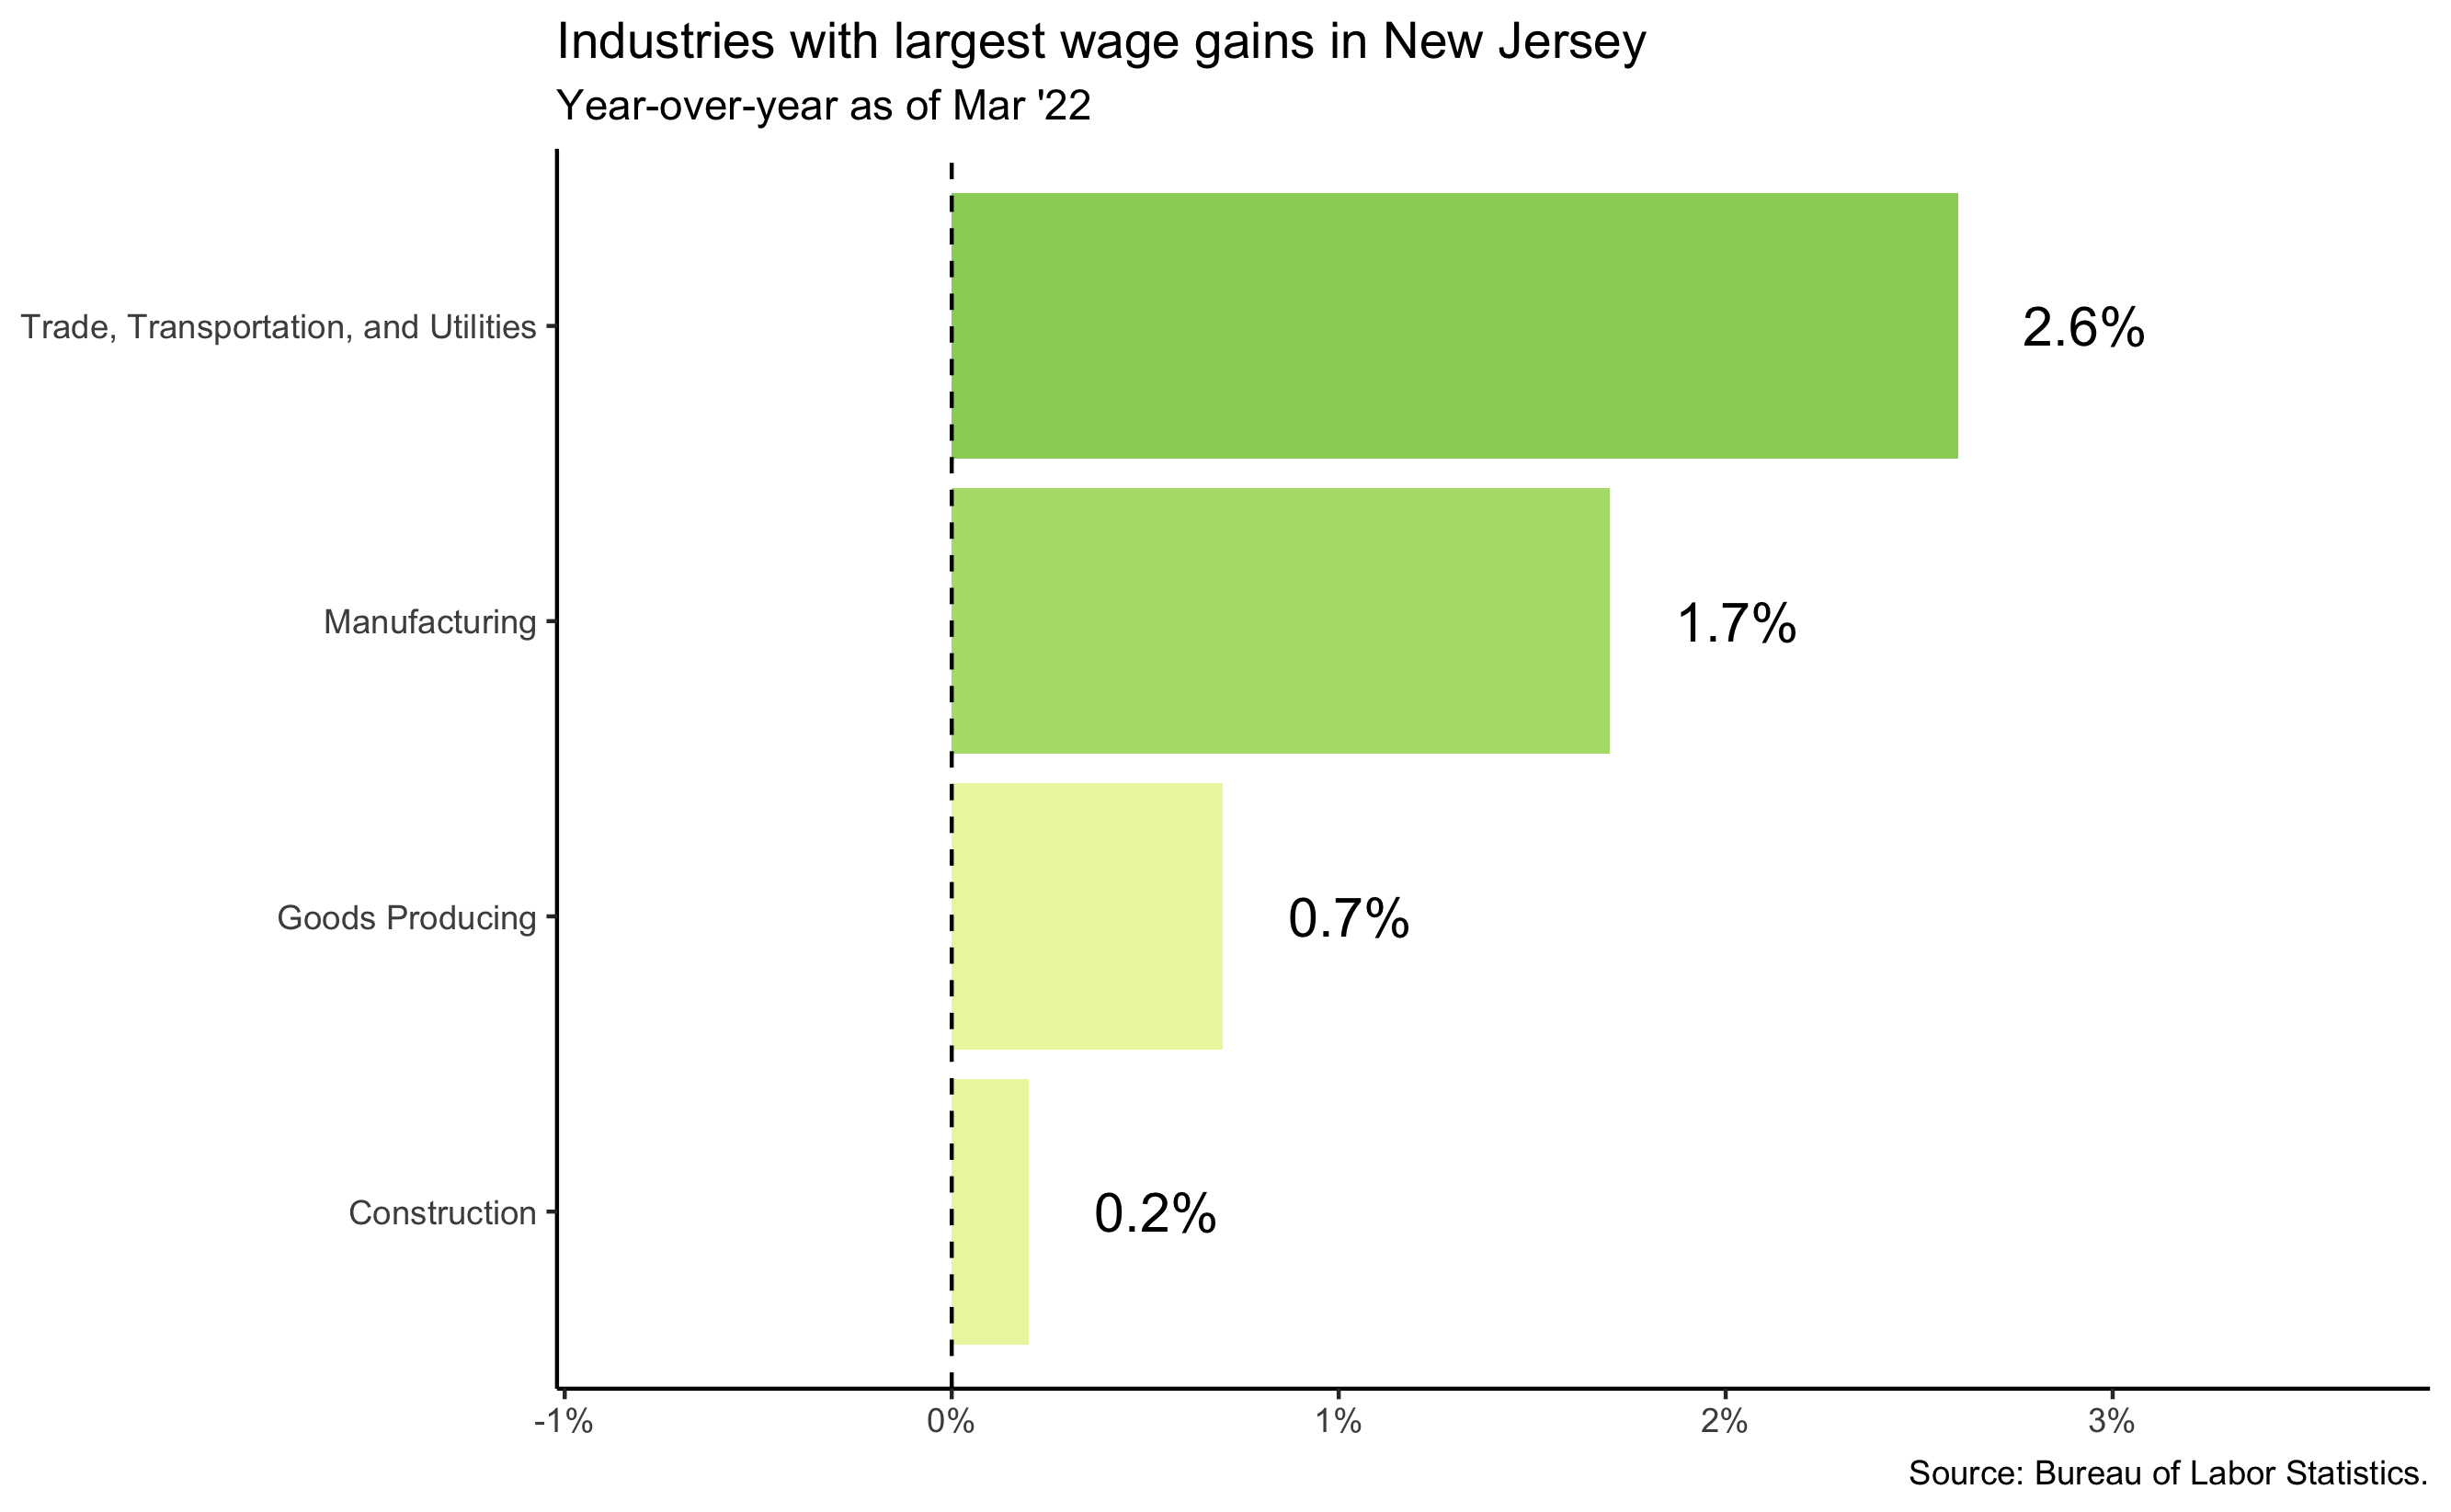 Industries with largest wage gains in New Jersey
Year-over-year as of Mar '22
Trade, Transportation, and Utilities
2.6%
Manufacturing
1.7%
Goods Producing
0.7%
Construction
0.2%
-1%
0%
1%
2%
3%
Source: Bureau of Labor Statistics.